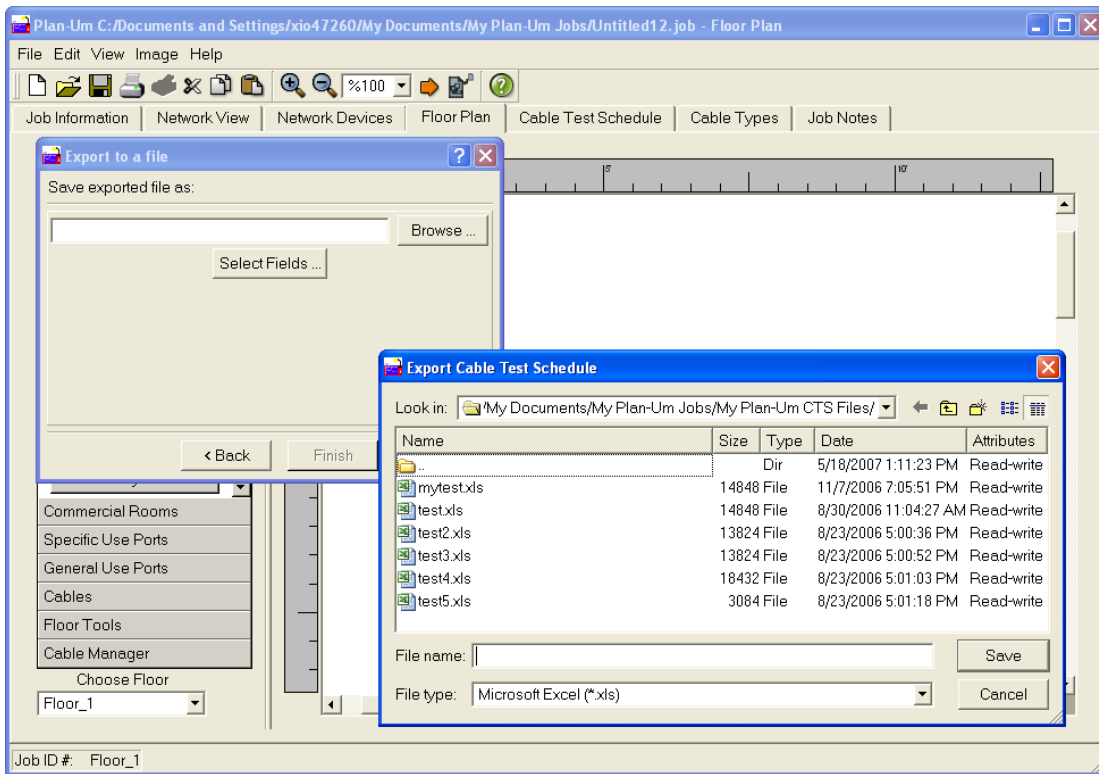 Plan-Um C:/Documents and Settings/xio47260/My Documents/My Plan-Um Jobs/Untitled12.job - Floor Plan
File Edit View Image Help
%100
Job Information Network View Network Devices Floor Plan Cable Test Schedule Cable Types Job Notes
Export to a file
Save exported file as:
Browse ...
Select Fields ...
< Back Finish
5' 10'
Export Cable Test Schedule
Look in: 'My Documents/My Plan-Um Jobs/My Plan-Um CTS Files/
Name Size Type Date Attributes
.. Dir 5/18/2007 1:11:23 PM Read-write
mytest.xls 14848 File 11/7/2006 7:05:51 PM Read-write
test.xls 14848 File 8/30/2006 11:04:27 AM Read-write
test2.xls 13824 File 8/23/2006 5:00:36 PM Read-write
test3.xls 13824 File 8/23/2006 5:00:52 PM Read-write
test4.xls 18432 File 8/23/2006 5:01:03 PM Read-write
test5.xls 3084 File 8/23/2006 5:01:18 PM Read-write
File name: Save
File type: Microsoft Excel (*.xls) Cancel
Commercial Rooms
Specific Use Ports
General Use Ports
Cables
Floor Tools
Cable Manager
Choose Floor
Floor_1
Job ID #: Floor_1